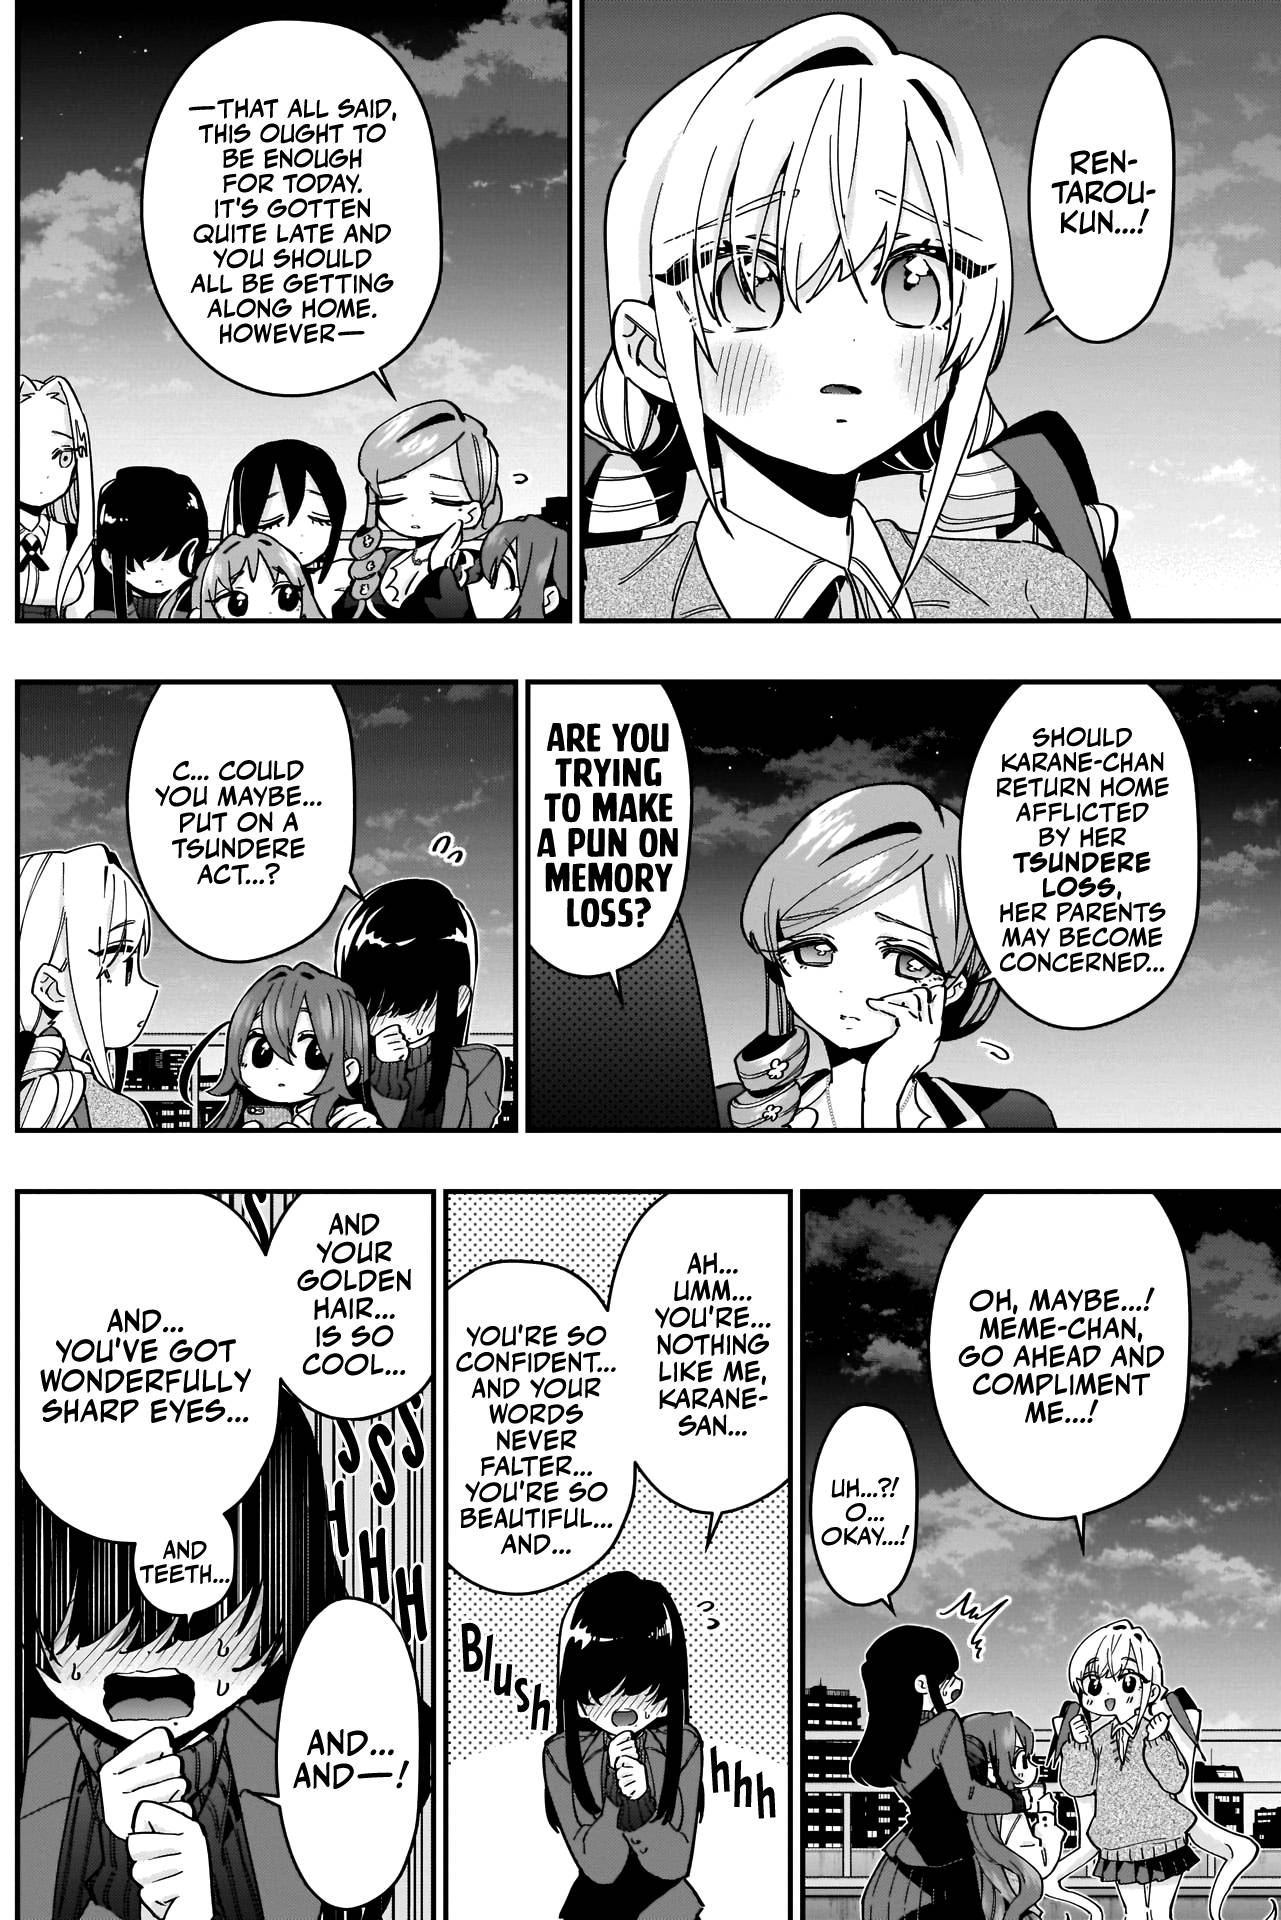 REN-
TAROU-
KUN...!
—THAT ALL SAID,
THIS OUGHT TO
BE ENOUGH
FOR TODAY.
IT'S GOTTEN
QUITE LATE AND
YOU SHOULD
ALL BE GETTING
ALONG HOME.
HOWEVER—
SHOULD
KARANE-CHAN
RETURN HOME
AFFLICTED
BY HER
TSUNDERE
LOSS,
HER PARENTS
MAY BECOME
CONCERNED...
ARE YOU
TRYING
TO MAKE
A PUN ON
MEMORY
LOSS?
C... COULD
YOU MAYBE...
PUT ON A
TSUNDERE
ACT...?
OH, MAYBE...!
MEME-CHAN,
GO AHEAD AND
COMPLIMENT
ME...!
UH...?!
O...
OKAY...!
AH...
UMM...
YOU'RE...
NOTHING
LIKE ME,
KARANE-
SAN...
YOU'RE SO
CONFIDENT...
AND YOUR
WORDS
NEVER
FALTER...
YOU'RE SO
BEAUTIFUL...
AND...
Blush
hhh
AND
YOUR
GOLDEN
HAIR...
IS SO
COOL...
AND...
YOU'VE GOT
WONDERFULLY
SHARP EYES...
AND
TEETH...
AND...
AND—!
SSS
HHH